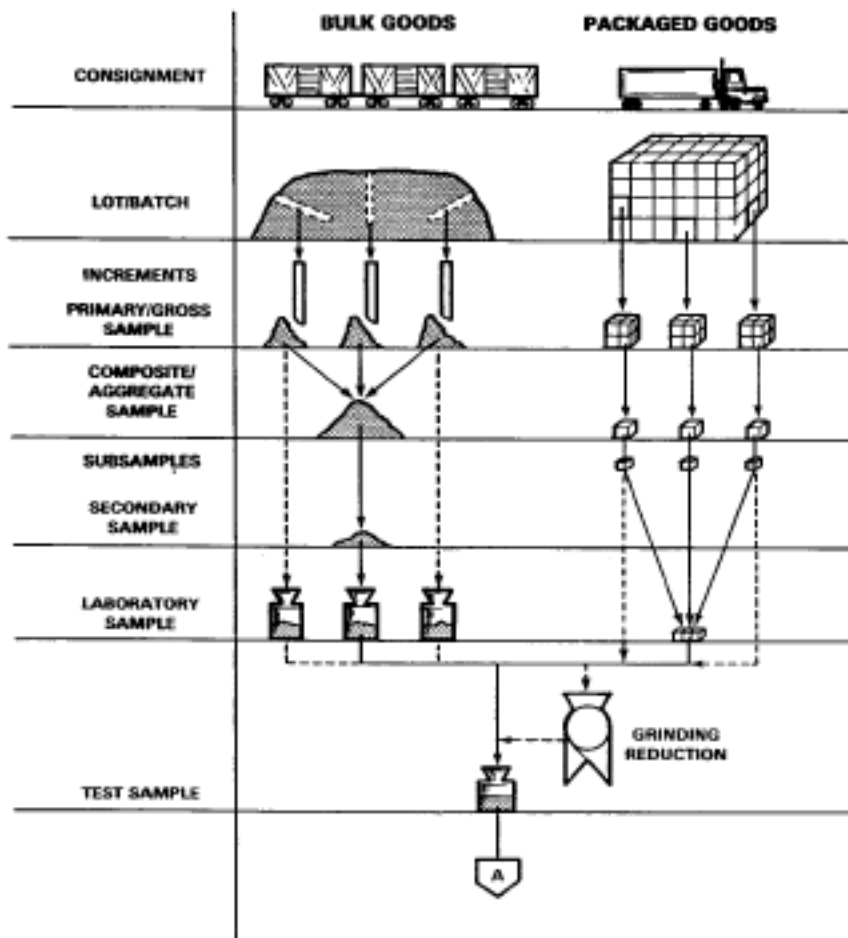 BULK GOODS
PACKAGED GOODS
CONSIGNMENT
LOT/BATCH
INCREMENTS
PRIMARY/GROSS
SAMPLE
COMPOSITE/
AGGREGATE
SAMPLE
SUBSAMPLES
SECONDARY
SAMPLE
LABORATORY
SAMPLE
GRINDING
REDUCTION
TEST SAMPLE
A